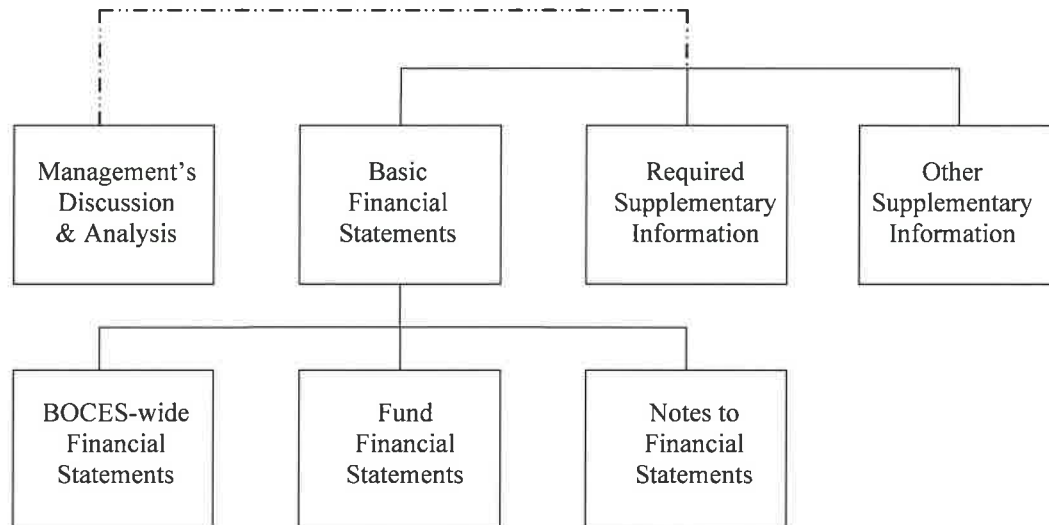 Management’s
Discussion
& Analysis
Basic
Financial
Statements
Required
Supplementary
Information
Other
Supplementary
Information
BOCES-wide
Financial
Statements
Fund
Financial
Statements
Notes to
Financial
Statements